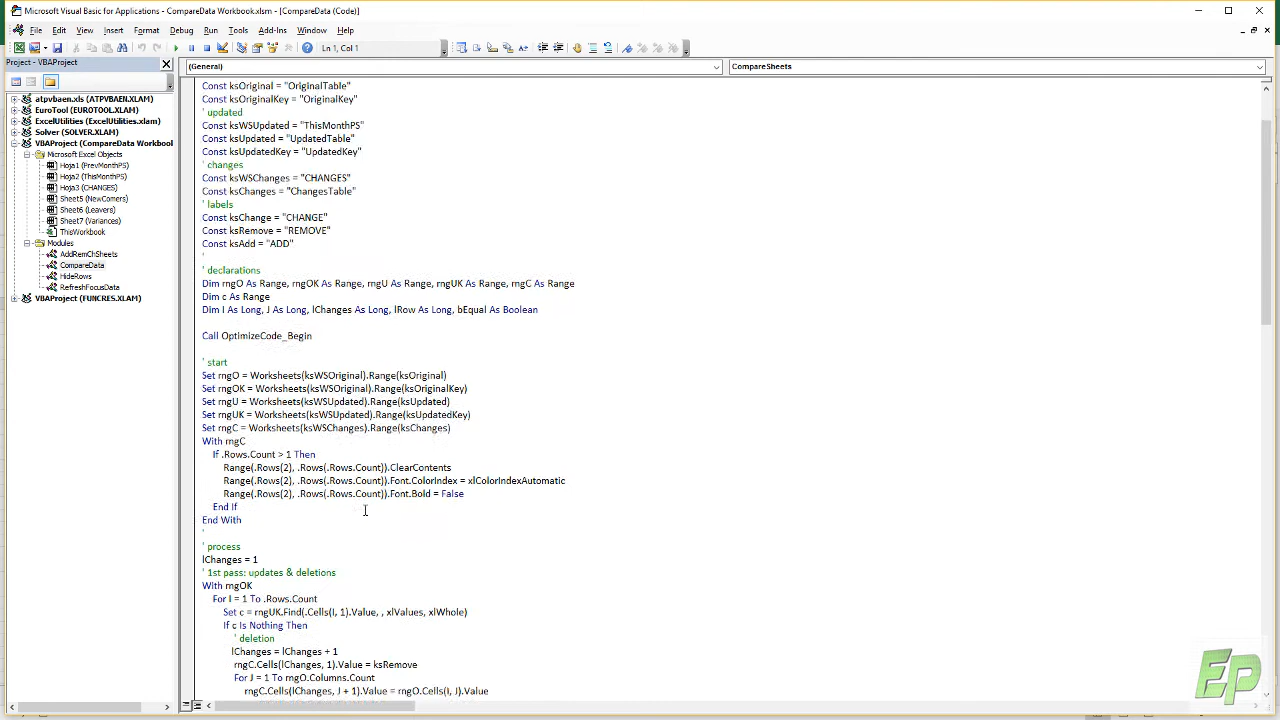 Microsoft Visual Basic for Applications - CompareData Workbook.xlsm - [CompareData (Code)]
File Edit View Insert Format Debug Run Tools Add-Ins Window Help
Ln 1, Col 1
Project - VBAProject
(General) CompareSheets
atpvbaen.xls (ATPVBAEN.XLAM)
EuroTool (EUROTOOL.XLAM)
ExcelUtilities (ExcelUtilities.xlam)
Solver (SOLVER.XLAM)
VBAProject (CompareData Workbool
Microsoft Excel Objects
Hoja1 (PrevMonthPS)
Hoja2 (ThisMonthPS)
Hoja3 (CHANGES)
Sheet5 (NewComers)
Sheet6 (Leavers)
Sheet7 (Variances)
ThisWorkbook
Modules
AddRemChSheets
CompareData
HideRows
RefreshFocusData
VBAProject (FUNCRES.XLAM)
Const ksOriginal = "OriginalTable"
Const ksOriginalKey = "OriginalKey"
' updated
Const ksWSUpdated = "ThisMonthPS"
Const ksUpdated = "UpdatedTable"
Const ksUpdatedKey = "UpdatedKey"
' changes
Const ksWSChanges = "CHANGES"
Const ksChanges = "ChangesTable"
' labels
Const ksChange = "CHANGE"
Const ksRemove = "REMOVE"
Const ksAdd = "ADD"
'
' declarations
Dim rngO As Range, rngOK As Range, rngU As Range, rngUK As Range, rngC As Range
Dim c As Range
Dim I As Long, J As Long, lChanges As Long, lRow As Long, bEqual As Boolean
Call OptimizeCode_Begin
' start
Set rngO = Worksheets(ksWSOriginal).Range(ksOriginal)
Set rngOK = Worksheets(ksWSOriginal).Range(ksOriginalKey)
Set rngU = Worksheets(ksWSUpdated).Range(ksUpdated)
Set rngUK = Worksheets(ksWSUpdated).Range(ksUpdatedKey)
Set rngC = Worksheets(ksWSChanges).Range(ksChanges)
With rngC
If .Rows.Count > 1 Then
Range(.Rows(2), .Rows(.Rows.Count)).ClearContents
Range(.Rows(2), .Rows(.Rows.Count)).Font.ColorIndex = xlColorIndexAutomatic
Range(.Rows(2), .Rows(.Rows.Count)).Font.Bold = False
End If
End With
'
' process
lChanges = 1
' 1st pass: updates & deletions
With rngOK
For I = 1 To .Rows.Count
Set c = rngUK.Find(.Cells(I, 1).Value, , xlValues, xlWhole)
If c Is Nothing Then
' deletion
lChanges = lChanges + 1
rngC.Cells(lChanges, 1).Value = ksRemove
For J = 1 To rngO.Columns.Count
rngC.Cells(lChanges, J + 1).Value = rngO.Cells(I, J).Value
EP